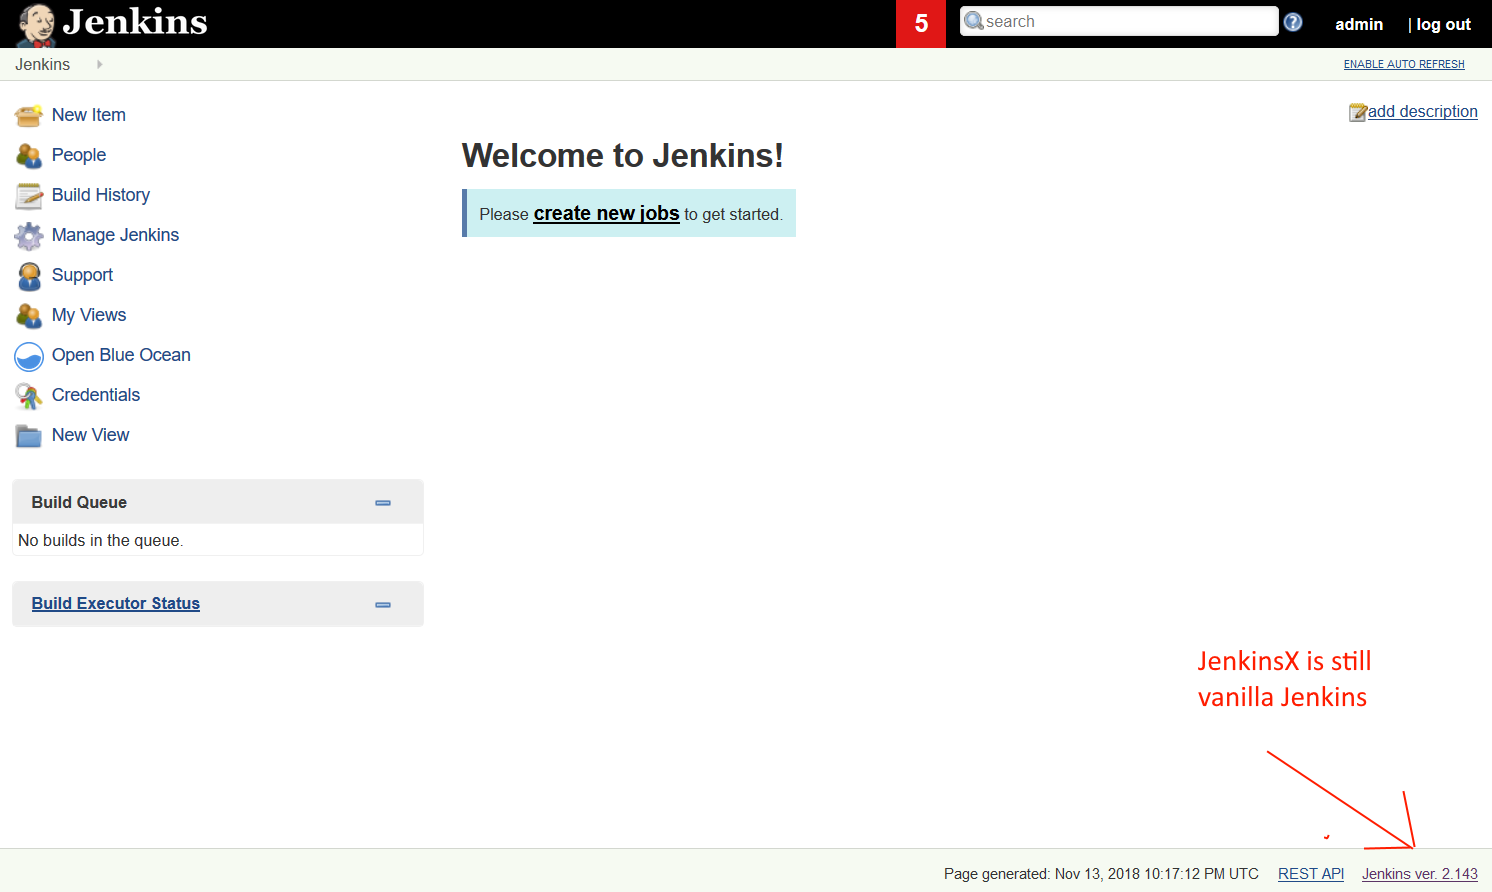 Jenkins
5
search
admin
| log out
Jenkins
ENABLE AUTO REFRESH
New Item
People
Build History
Manage Jenkins
Support
My Views
Open Blue Ocean
Credentials
New View
Build Queue
No builds in the queue.
Build Executor Status
add description
Welcome to Jenkins!
Please create new jobs to get started.
JenkinsX is still
vanilla Jenkins
Page generated: Nov 13, 2018 10:17:12 PM UTC
REST API
Jenkins ver. 2.143